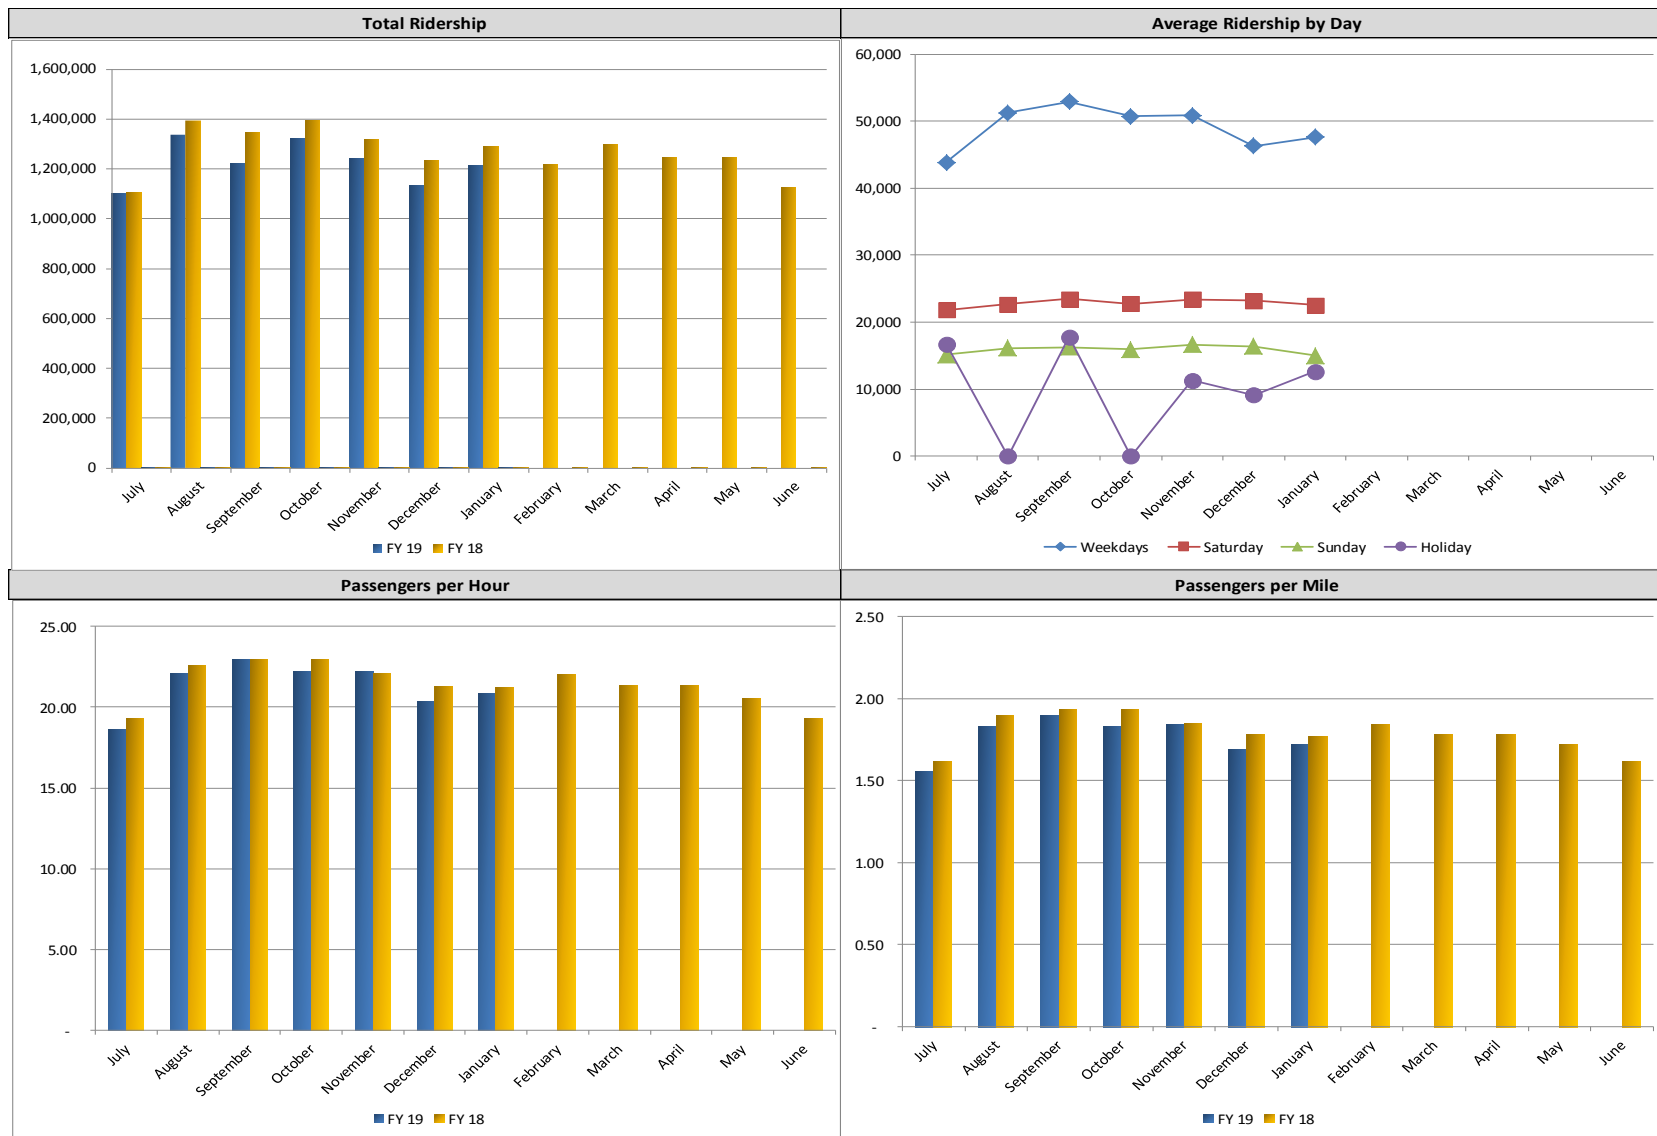 Total Ridership
1,600,000
1,400,000
1,200,000
1,000,000
800,000
600,000
400,000
200,000
0
July
August
September
October
November
December
January
February
March
April
May
June
FY 19 FY 18
Average Ridership by Day
60,000
50,000
40,000
30,000
20,000
10,000
0
July
August
September
October
November
December
January
February
March
April
May
June
Weekdays Saturday Sunday Holiday
Passengers per Hour
25.00
20.00
15.00
10.00
5.00
-
July
August
September
October
November
December
January
February
March
April
May
June
FY 19 FY 18
Passengers per Mile
2.50
2.00
1.50
1.00
0.50
-
July
August
September
October
November
December
January
February
March
April
May
June
FY 19 FY 18